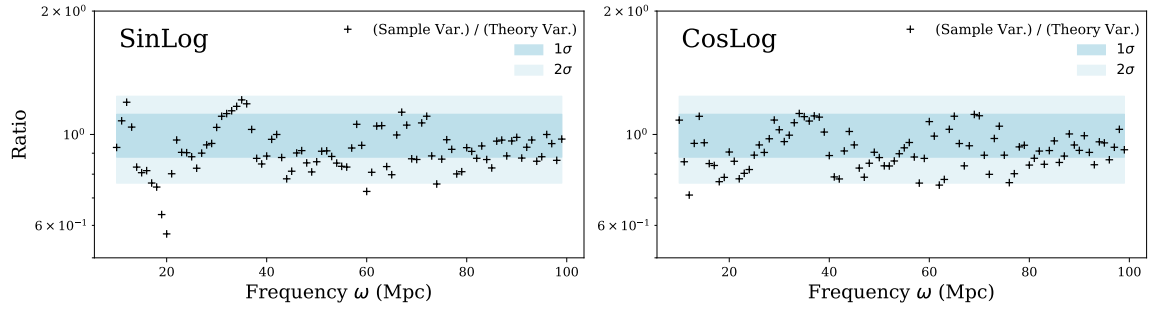 SinLog
(Sample Var.) / (Theory Var.)
1σ
2σ
2 × 10⁰
10⁰
6 × 10⁻¹
Ratio
20 40 60 80 100
Frequency ω (Mpc)
CosLog
(Sample Var.) / (Theory Var.)
1σ
2σ
2 × 10⁰
10⁰
6 × 10⁻¹
20 40 60 80 100
Frequency ω (Mpc)